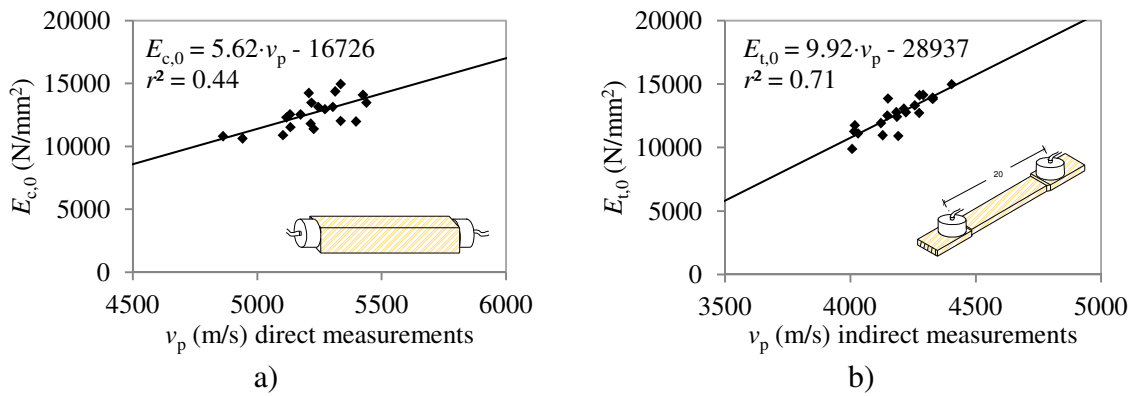 20000
15000
10000
5000
0
E_c,0 (N/mm²)
E_c,0 = 5.62·v_p - 16726
r² = 0.44
4500 5000 5500 6000
v_p (m/s) direct measurements
a)
20000
15000
10000
5000
0
E_t,0 (N/mm²)
E_t,0 = 9.92·v_p - 28937
r² = 0.71
20
3500 4000 4500 5000
v_p (m/s) indirect measurements
b)